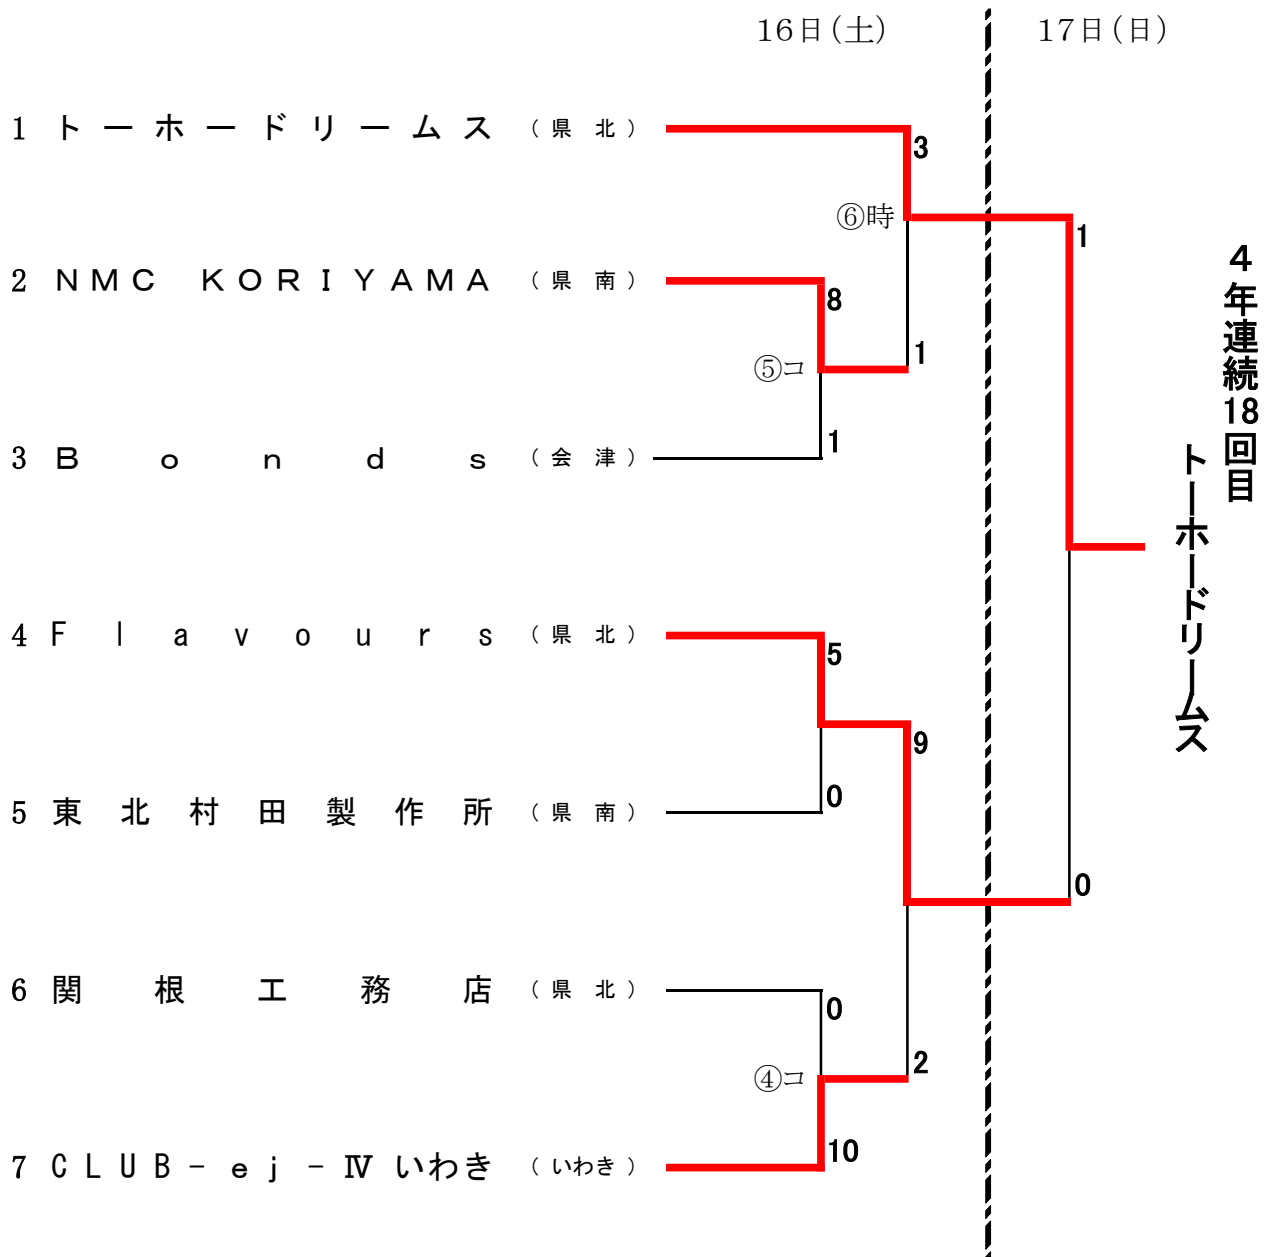 16日(土) 17日(日)
1 トーホードリームス (県北)
3
⑥時
1
2 NMC KORIYAMA (県南)
8
⑤コ
1
3 Bonds (会津)
1
4年連続18回目
トーホードリームス
4 Flavours (県北)
5
9
5 東北村田製作所 (県南)
0
0
6 関根工務店 (県北)
0
④コ
2
7 CLUB-ej-Ⅳいわき (いわき)
10